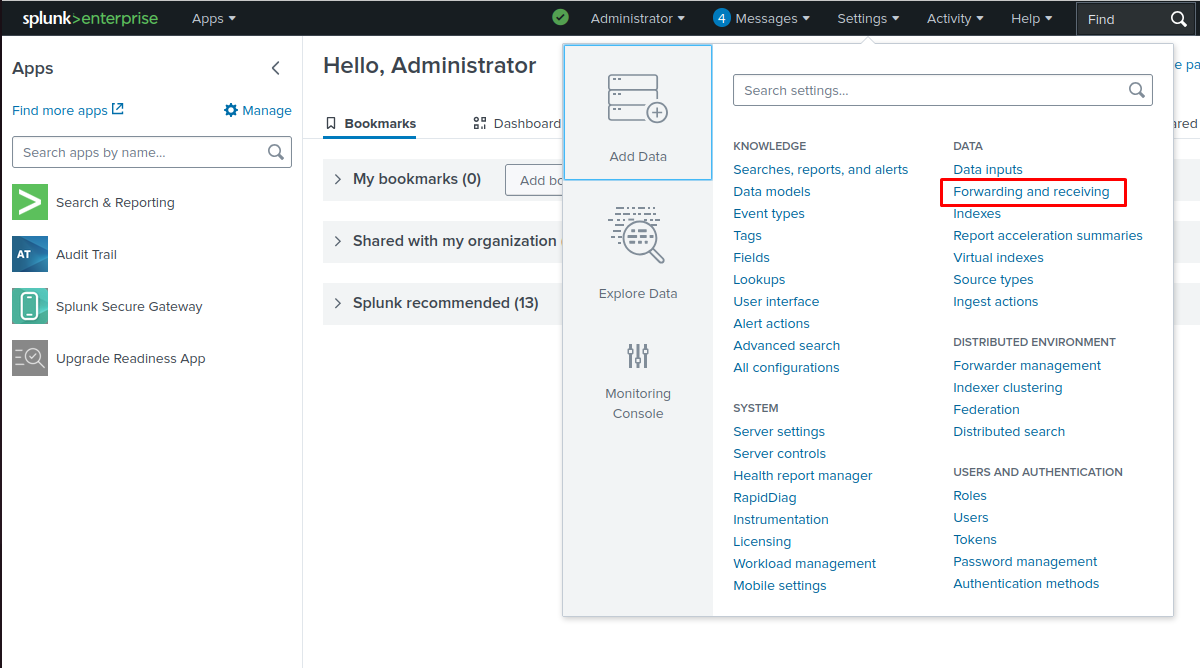 splunk>enterprise Apps Administrator 4 Messages Settings Activity Help Find
Apps
Find more apps Manage
Search apps by name...
Search & Reporting
AT Audit Trail
Splunk Secure Gateway
Upgrade Readiness App
Hello, Administrator
Bookmarks Dashboard
My bookmarks (0) Add bo
Shared with my organization
Splunk recommended (13)
Add Data
Explore Data
Monitoring
Console
Search settings...
KNOWLEDGE
Searches, reports, and alerts
Data models
Event types
Tags
Fields
Lookups
User interface
Alert actions
Advanced search
All configurations
SYSTEM
Server settings
Server controls
Health report manager
RapidDiag
Instrumentation
Licensing
Workload management
Mobile settings
DATA
Data inputs
Forwarding and receiving
Indexes
Report acceleration summaries
Virtual indexes
Source types
Ingest actions
DISTRIBUTED ENVIRONMENT
Forwarder management
Indexer clustering
Federation
Distributed search
USERS AND AUTHENTICATION
Roles
Users
Tokens
Password management
Authentication methods
e pa
ared